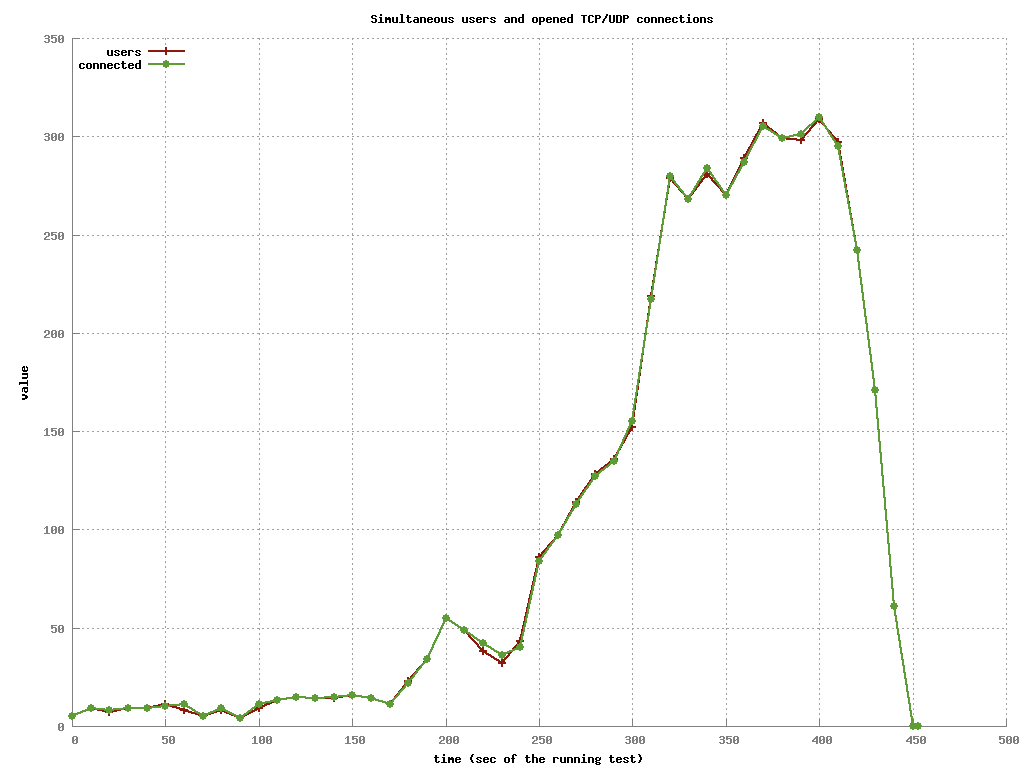 Simultaneous users and opened TCP/UDP connections
350
users
connected
300
250
200
value
150
100
50
0
0 50 100 150 200 250 300 350 400 450 500
time (sec of the running test)